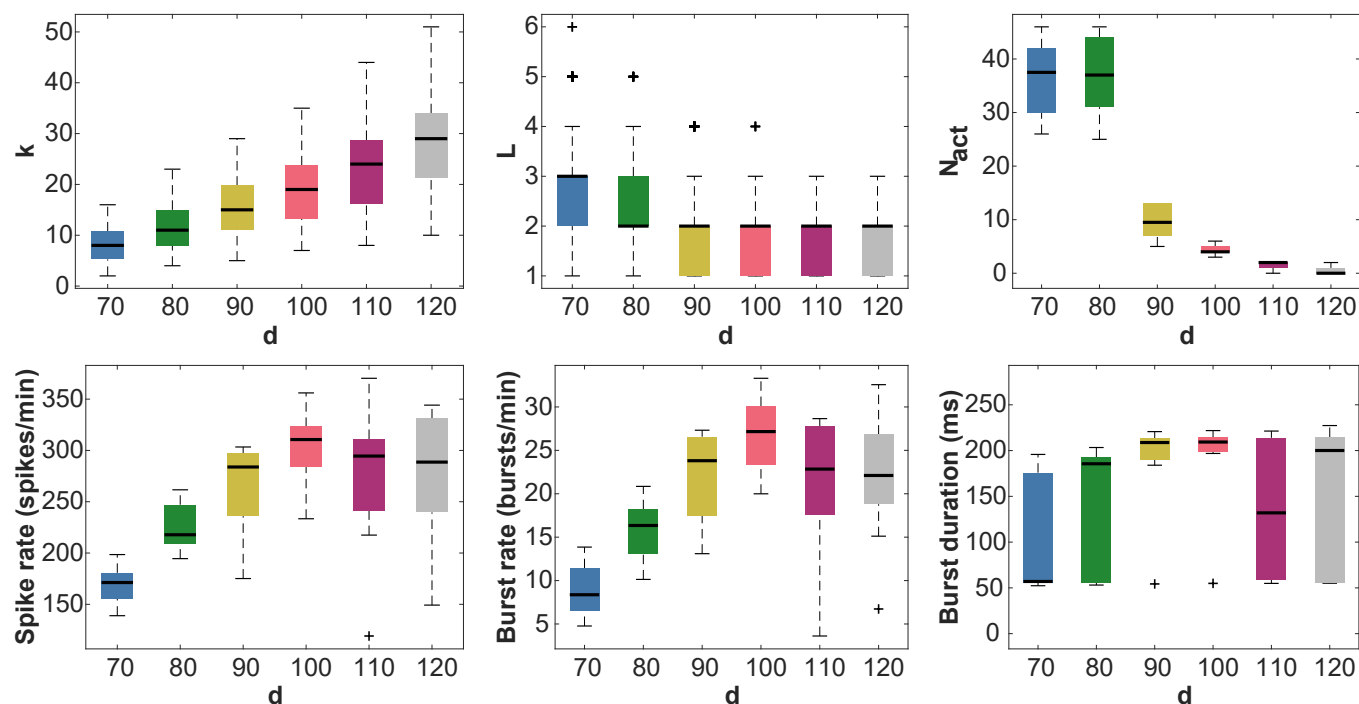 k
50
40
30
20
10
0
70 80 90 100 110 120
d
L
6
5
4
3
2
1
70 80 90 100 110 120
d
N_act
40
30
20
10
0
70 80 90 100 110 120
d
Spike rate (spikes/min)
350
300
250
200
150
70 80 90 100 110 120
d
Burst rate (bursts/min)
30
25
20
15
10
5
70 80 90 100 110 120
d
Burst duration (ms)
250
200
150
100
50
0
70 80 90 100 110 120
d